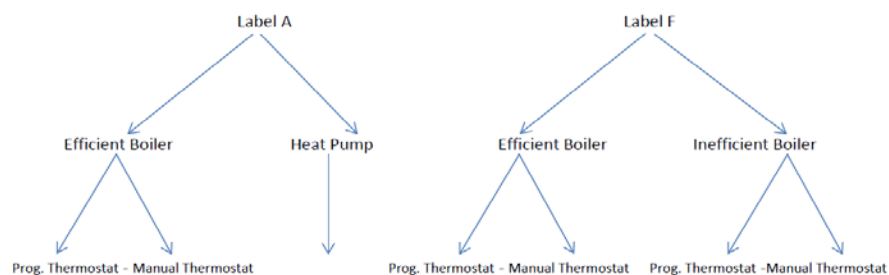 Label A
Label F
Efficient Boiler
Heat Pump
Efficient Boiler
Inefficient Boiler
Prog. Thermostat - Manual Thermostat
Prog. Thermostat - Manual Thermostat
Prog. Thermostat -Manual Thermostat